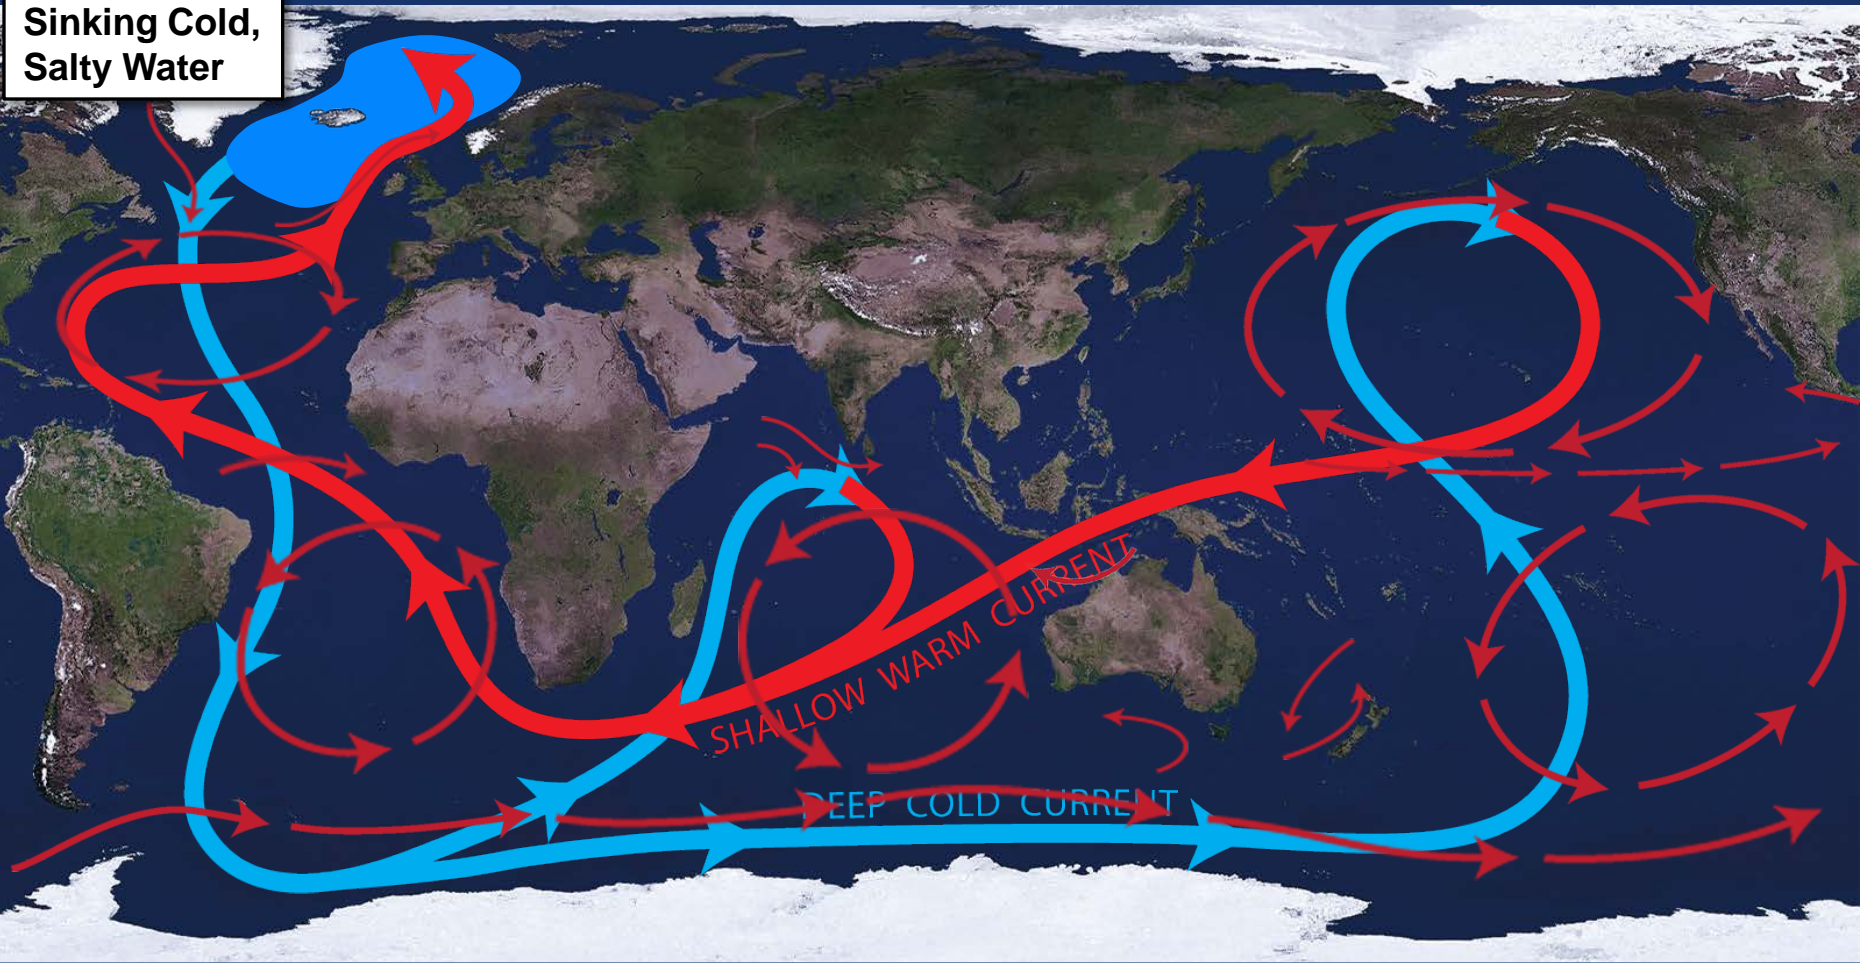 Sinking Cold,
Salty Water
SHALLOW WARM CURRENT
DEEP COLD CURRENT